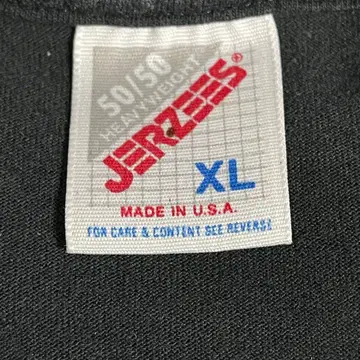 50/50
HEAVYWEIGHT
JERZEES®
XL
MADE IN U.S.A.
FOR CARE & CONTENT SEE REVERSE